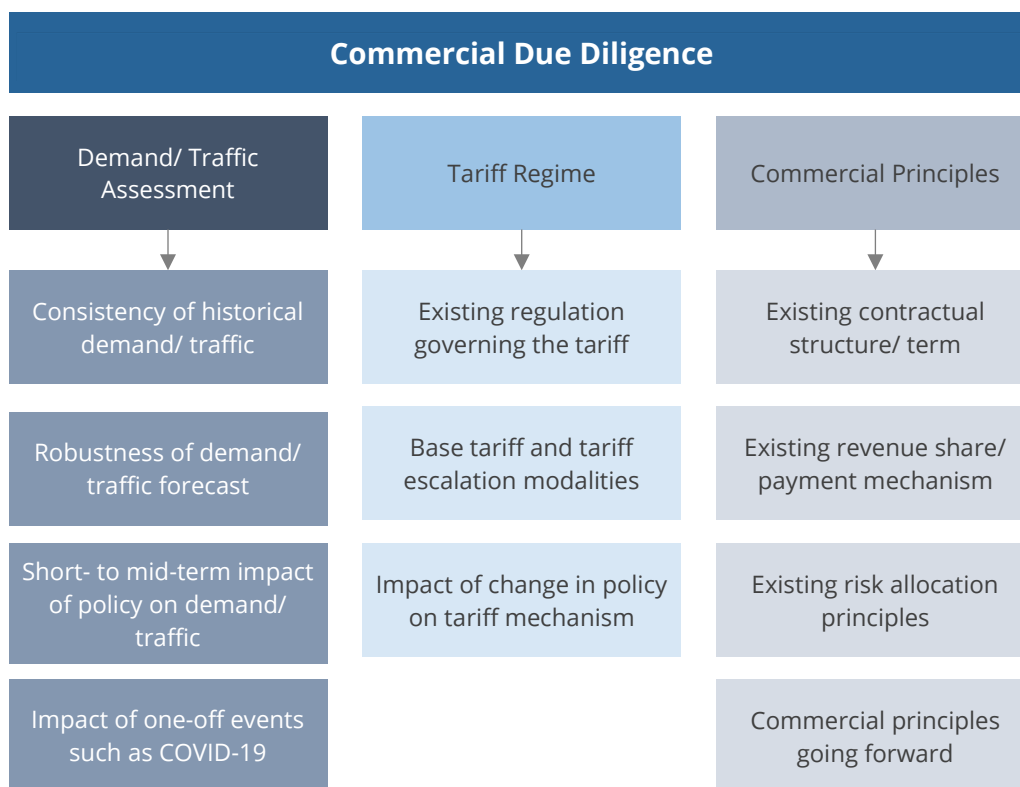 Commercial Due Diligence
Demand/ Traffic
Assessment
Consistency of historical
demand/ traffic
Robustness of demand/
traffic forecast
Short- to mid-term impact
of policy on demand/
traffic
Impact of one-off events
such as COVID-19
Tariff Regime
Existing regulation
governing the tariff
Base tariff and tariff
escalation modalities
Impact of change in policy
on tariff mechanism
Commercial Principles
Existing contractual
structure/ term
Existing revenue share/
payment mechanism
Existing risk allocation
principles
Commercial principles
going forward